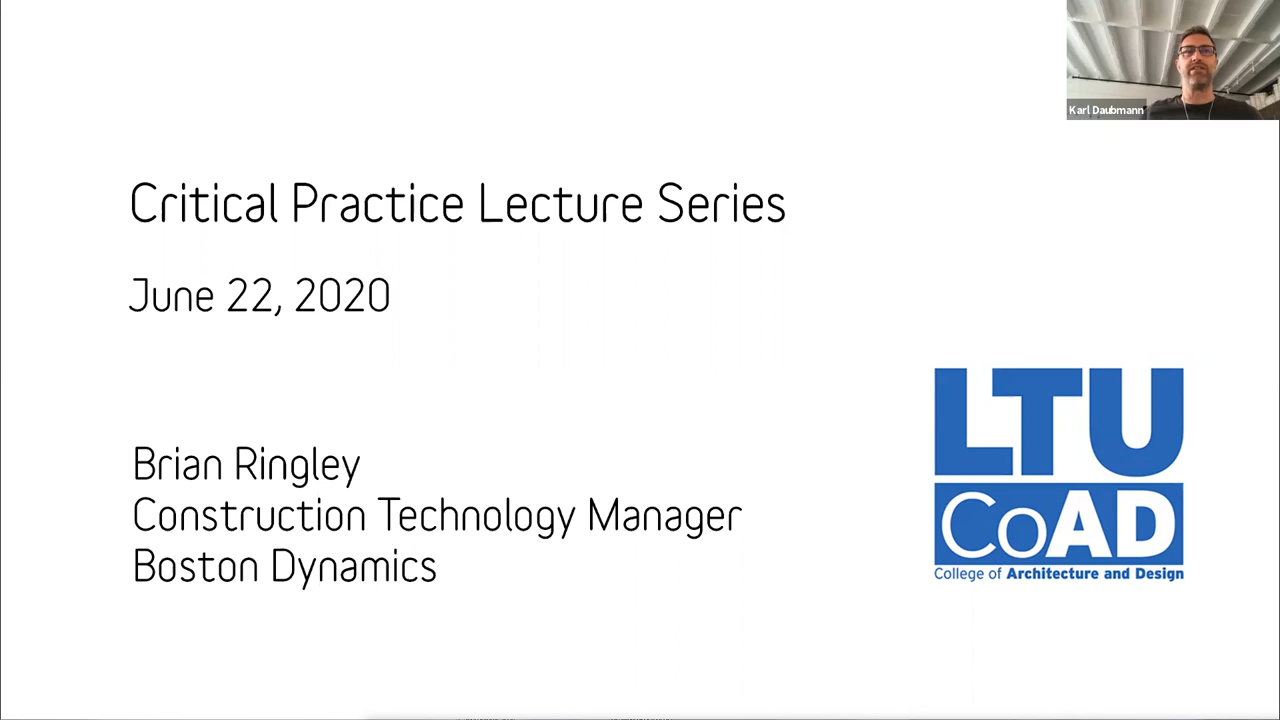 Karl Daubmann
Critical Practice Lecture Series
June 22, 2020
Brian Ringley
Construction Technology Manager
Boston Dynamics
LTU
CoAD
College of Architecture and Design